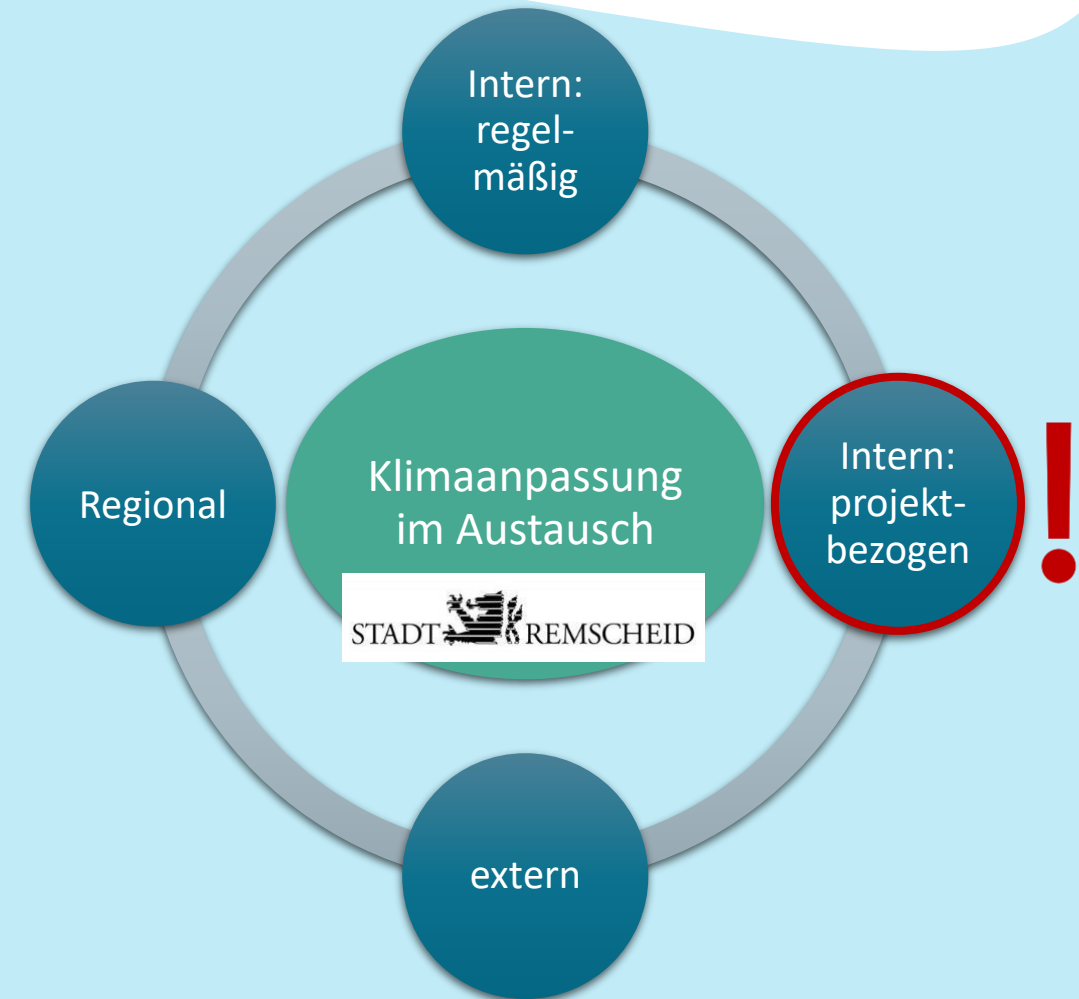 Intern:
regel-
mäßig
Regional
Klimaanpassung
im Austausch
STADT REMSCHEID
Intern:
projekt-
bezogen
!
extern